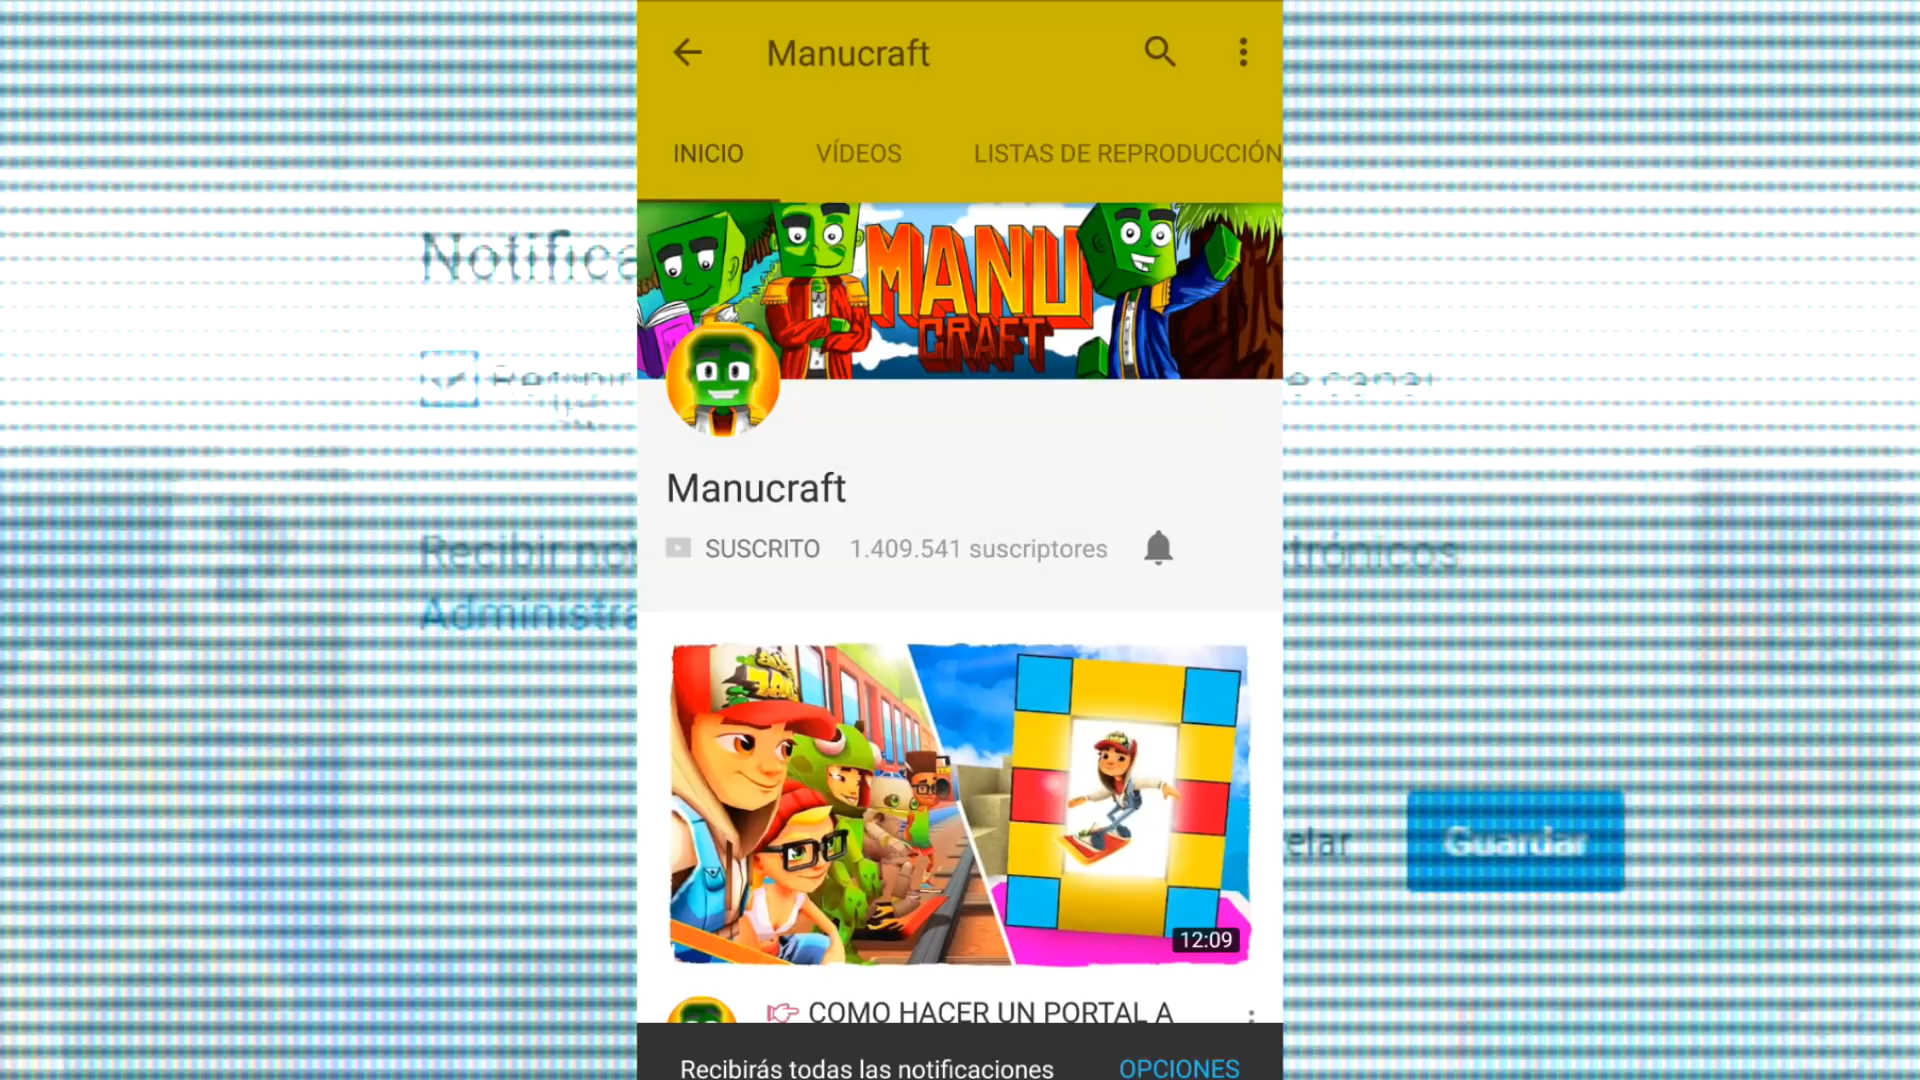 Manucraft
INICIO VÍDEOS LISTAS DE REPRODUCCIÓN
MANU
CRAFT
Notifica
Manucraft
SUSCRITO 1.409.541 suscriptores
Recibir not
trónicos
Administra
elar Guardar
12:09
COMO HACER UN PORTAL A
Recibirás todas las notificaciones OPCIONES